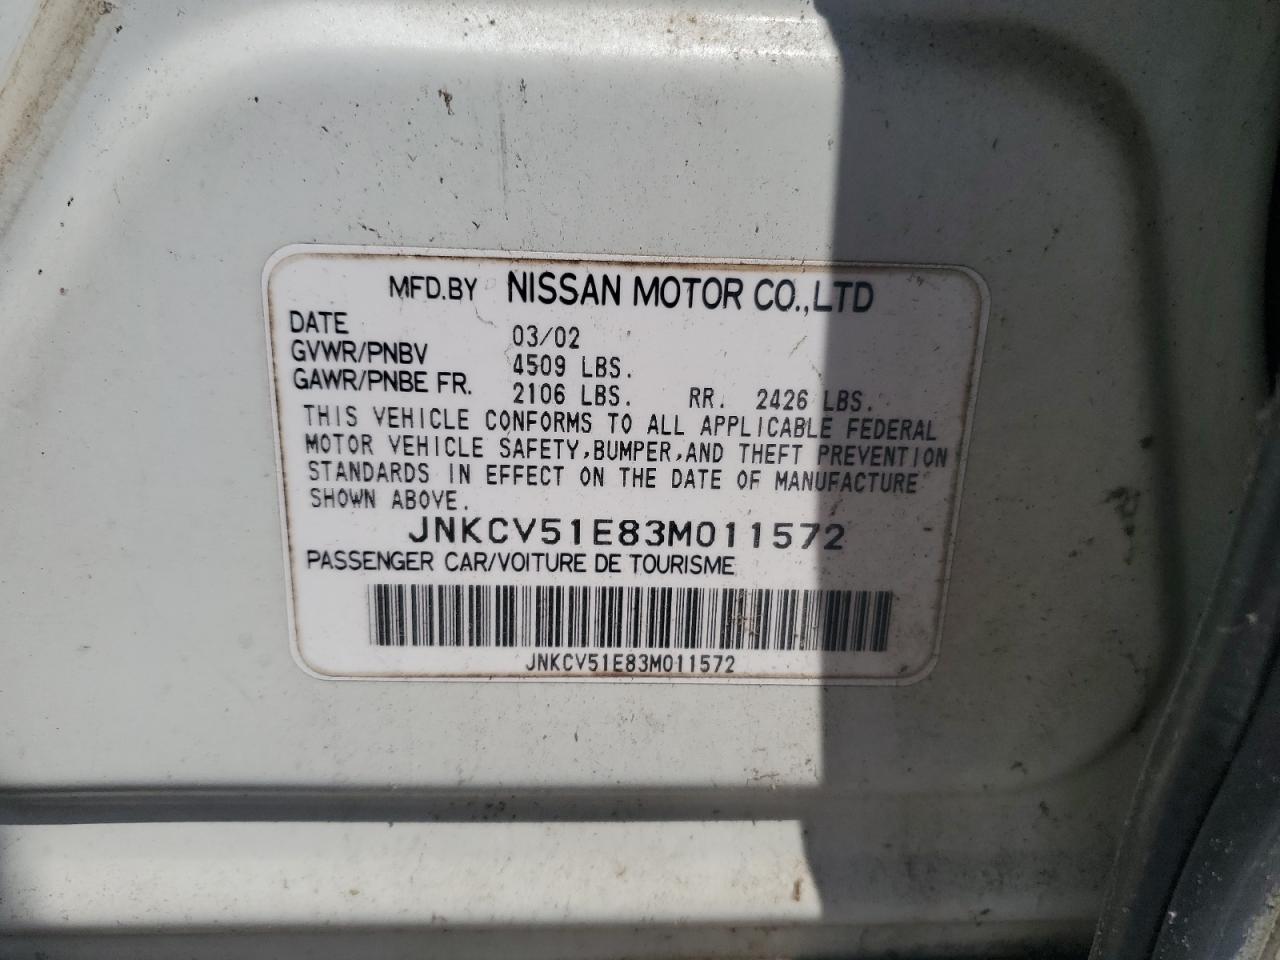 MFD.BY NISSAN MOTOR CO.,LTD
DATE 03/02
GVWR/PNBV 4509 LBS.
GAWR/PNBE FR. 2106 LBS. RR. 2426 LBS.
THIS VEHICLE CONFORMS TO ALL APPLICABLE FEDERAL
MOTOR VEHICLE SAFETY,BUMPER,AND THEFT PREVENTION
STANDARDS IN EFFECT ON THE DATE OF MANUFACTURE
SHOWN ABOVE.
JNKCV51E83M011572
PASSENGER CAR/VOITURE DE TOURISME
JNKCV51E83M011572